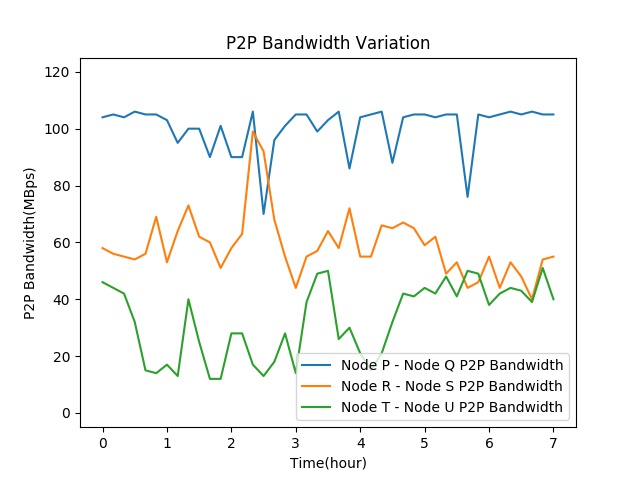 P2P Bandwidth Variation
P2P Bandwidth(MBps)
120
100
80
60
40
20
0
Node P - Node Q P2P Bandwidth
Node R - Node S P2P Bandwidth
Node T - Node U P2P Bandwidth
0 1 2 3 4 5 6 7
Time(hour)